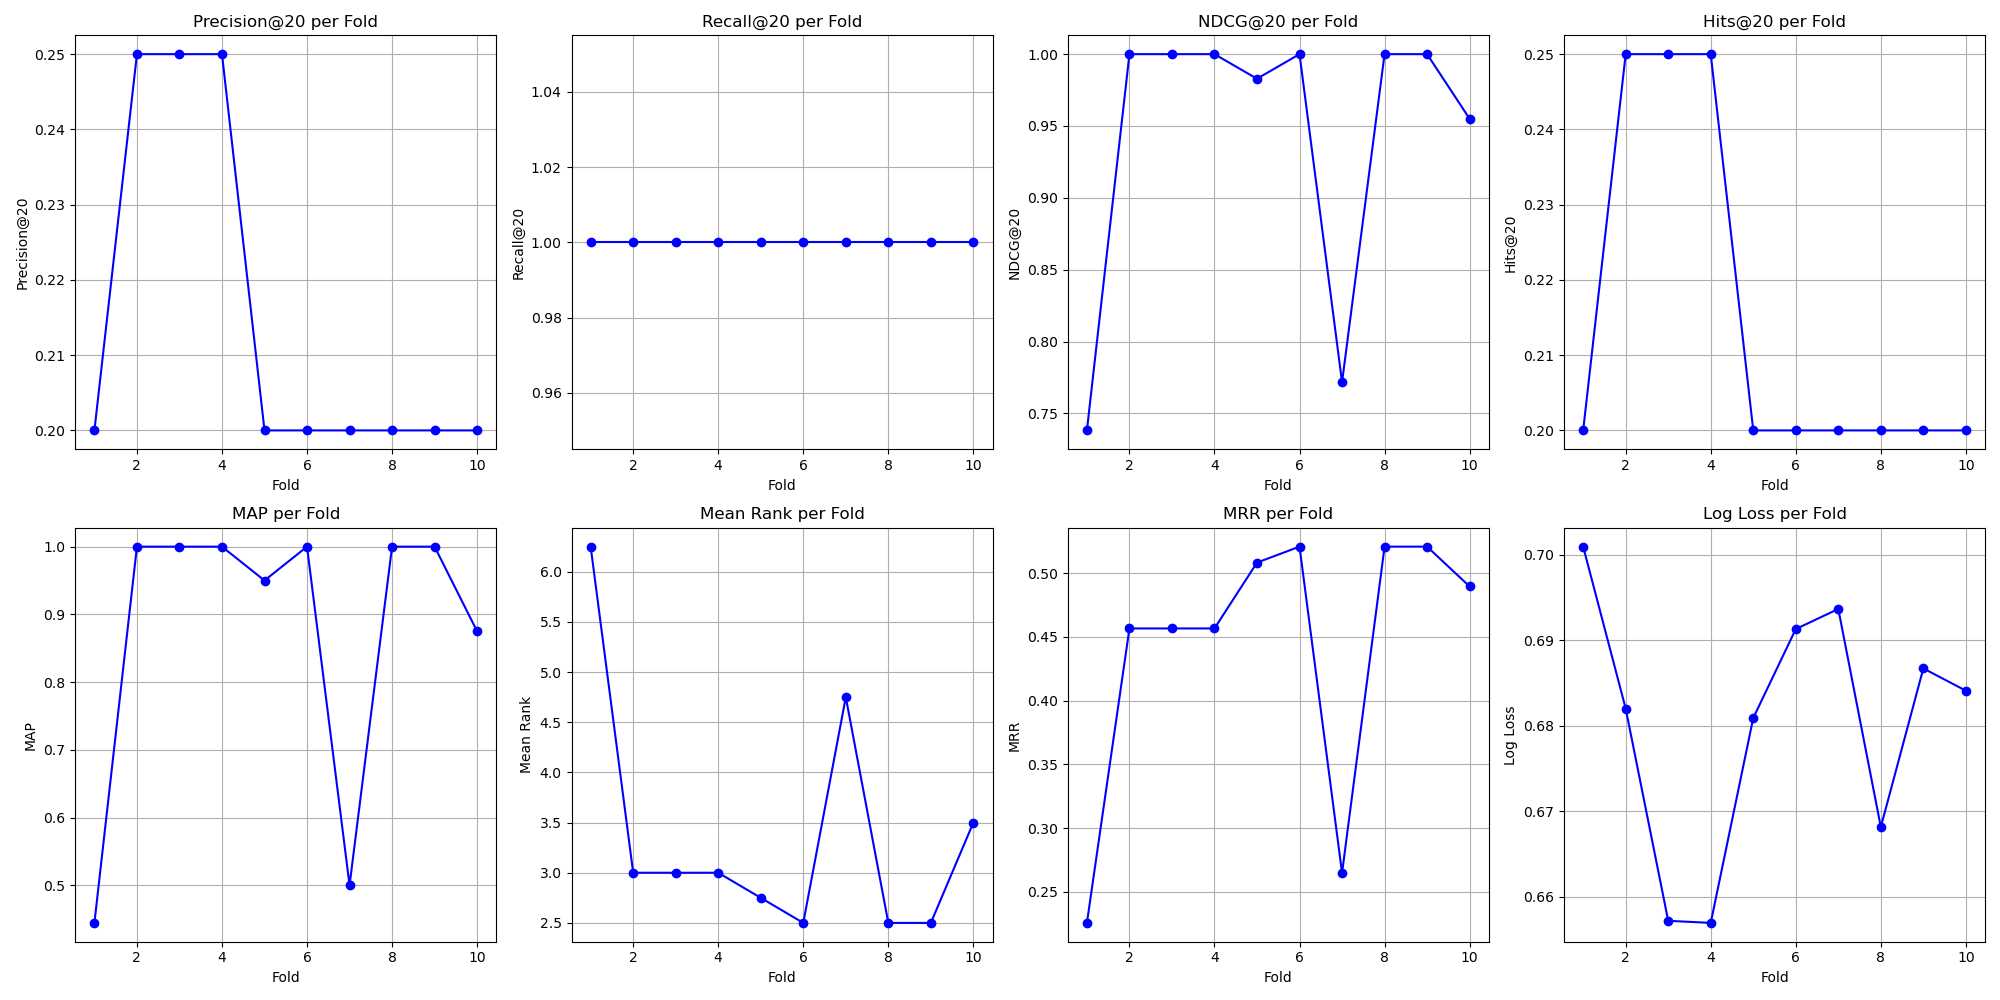 Precision@20 per Fold
Precision@20
0.25
0.24
0.23
0.22
0.21
0.20
2 4 6 8 10
Fold
Recall@20 per Fold
Recall@20
1.04
1.02
1.00
0.98
0.96
2 4 6 8 10
Fold
NDCG@20 per Fold
NDCG@20
1.00
0.95
0.90
0.85
0.80
0.75
2 4 6 8 10
Fold
Hits@20 per Fold
Hits@20
0.25
0.24
0.23
0.22
0.21
0.20
2 4 6 8 10
Fold
MAP per Fold
MAP
1.0
0.9
0.8
0.7
0.6
0.5
2 4 6 8 10
Fold
Mean Rank per Fold
Mean Rank
6.0
5.5
5.0
4.5
4.0
3.5
3.0
2.5
2 4 6 8 10
Fold
MRR per Fold
MRR
0.50
0.45
0.40
0.35
0.30
0.25
2 4 6 8 10
Fold
Log Loss per Fold
Log Loss
0.70
0.69
0.68
0.67
0.66
2 4 6 8 10
Fold